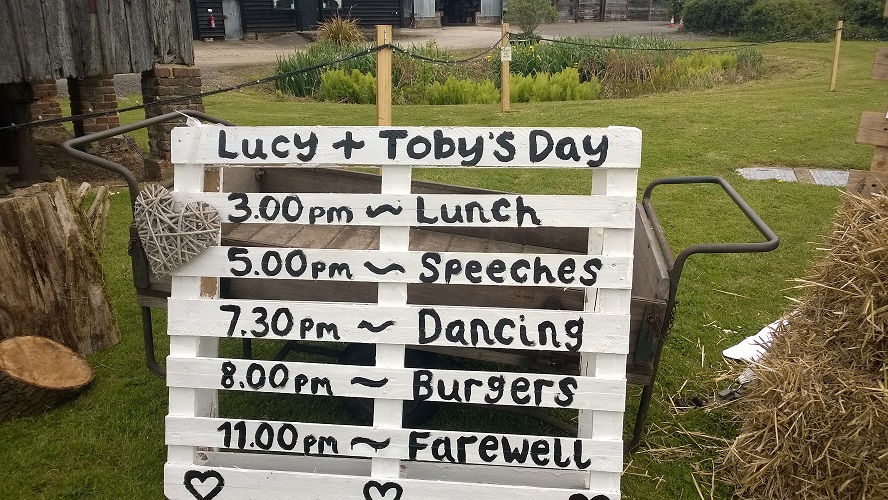 Lucy + Toby's Day
3.00pm ~ Lunch
5.00pm ~ Speeches
7.30pm ~ Dancing
8.00pm ~ Burgers
11.00pm ~ Farewell